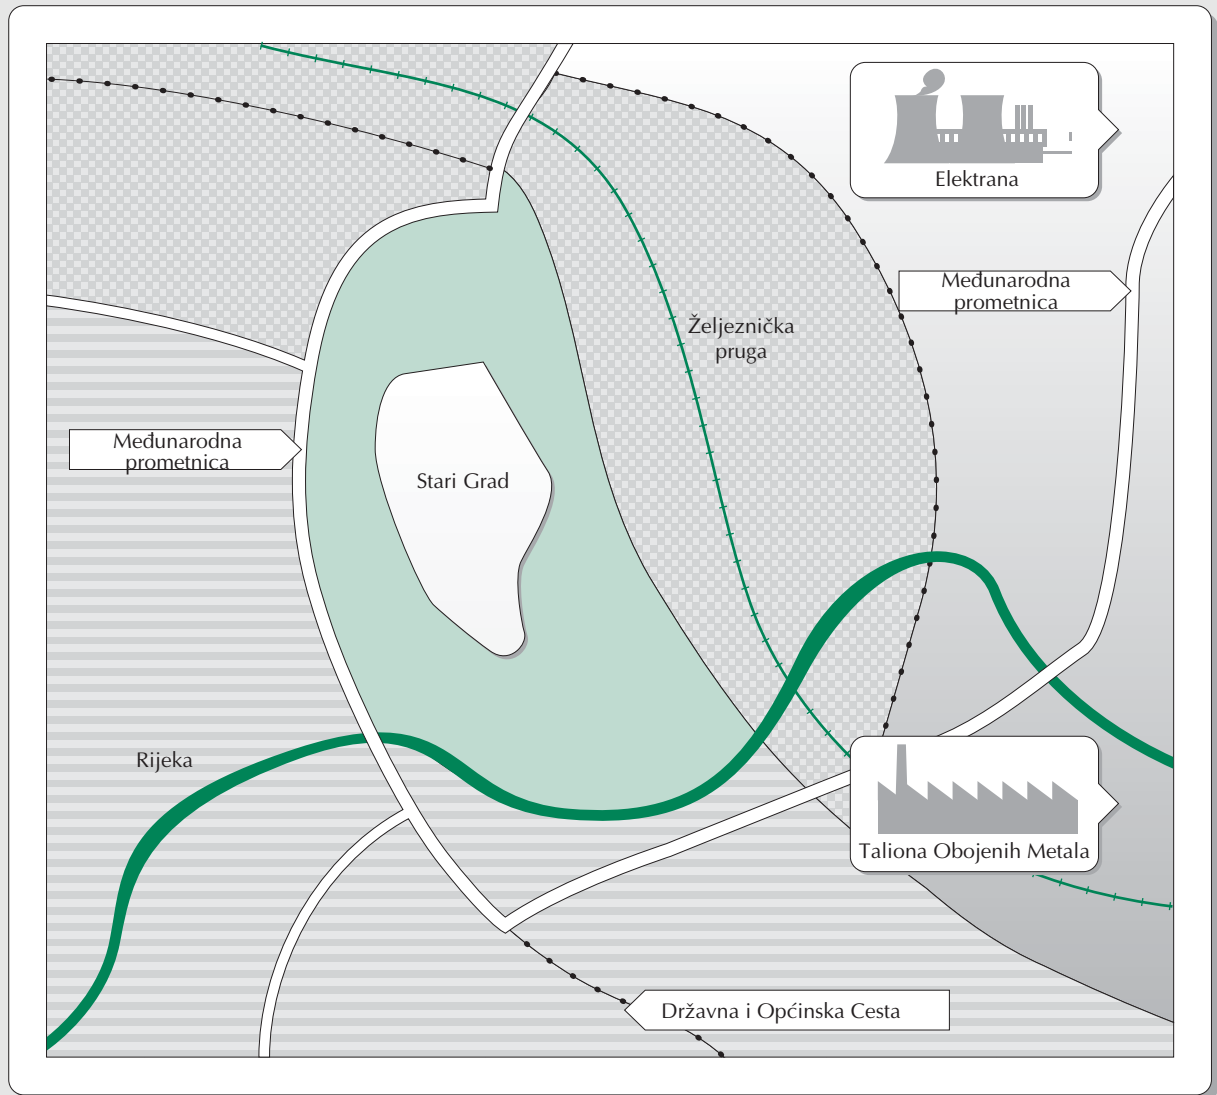 Elektrana
Međunarodna
prometnica
Željeznička
pruga
Međunarodna
prometnica
Stari Grad
Rijeka
Taliona Obojenih Metala
Državna i Općinska Cesta